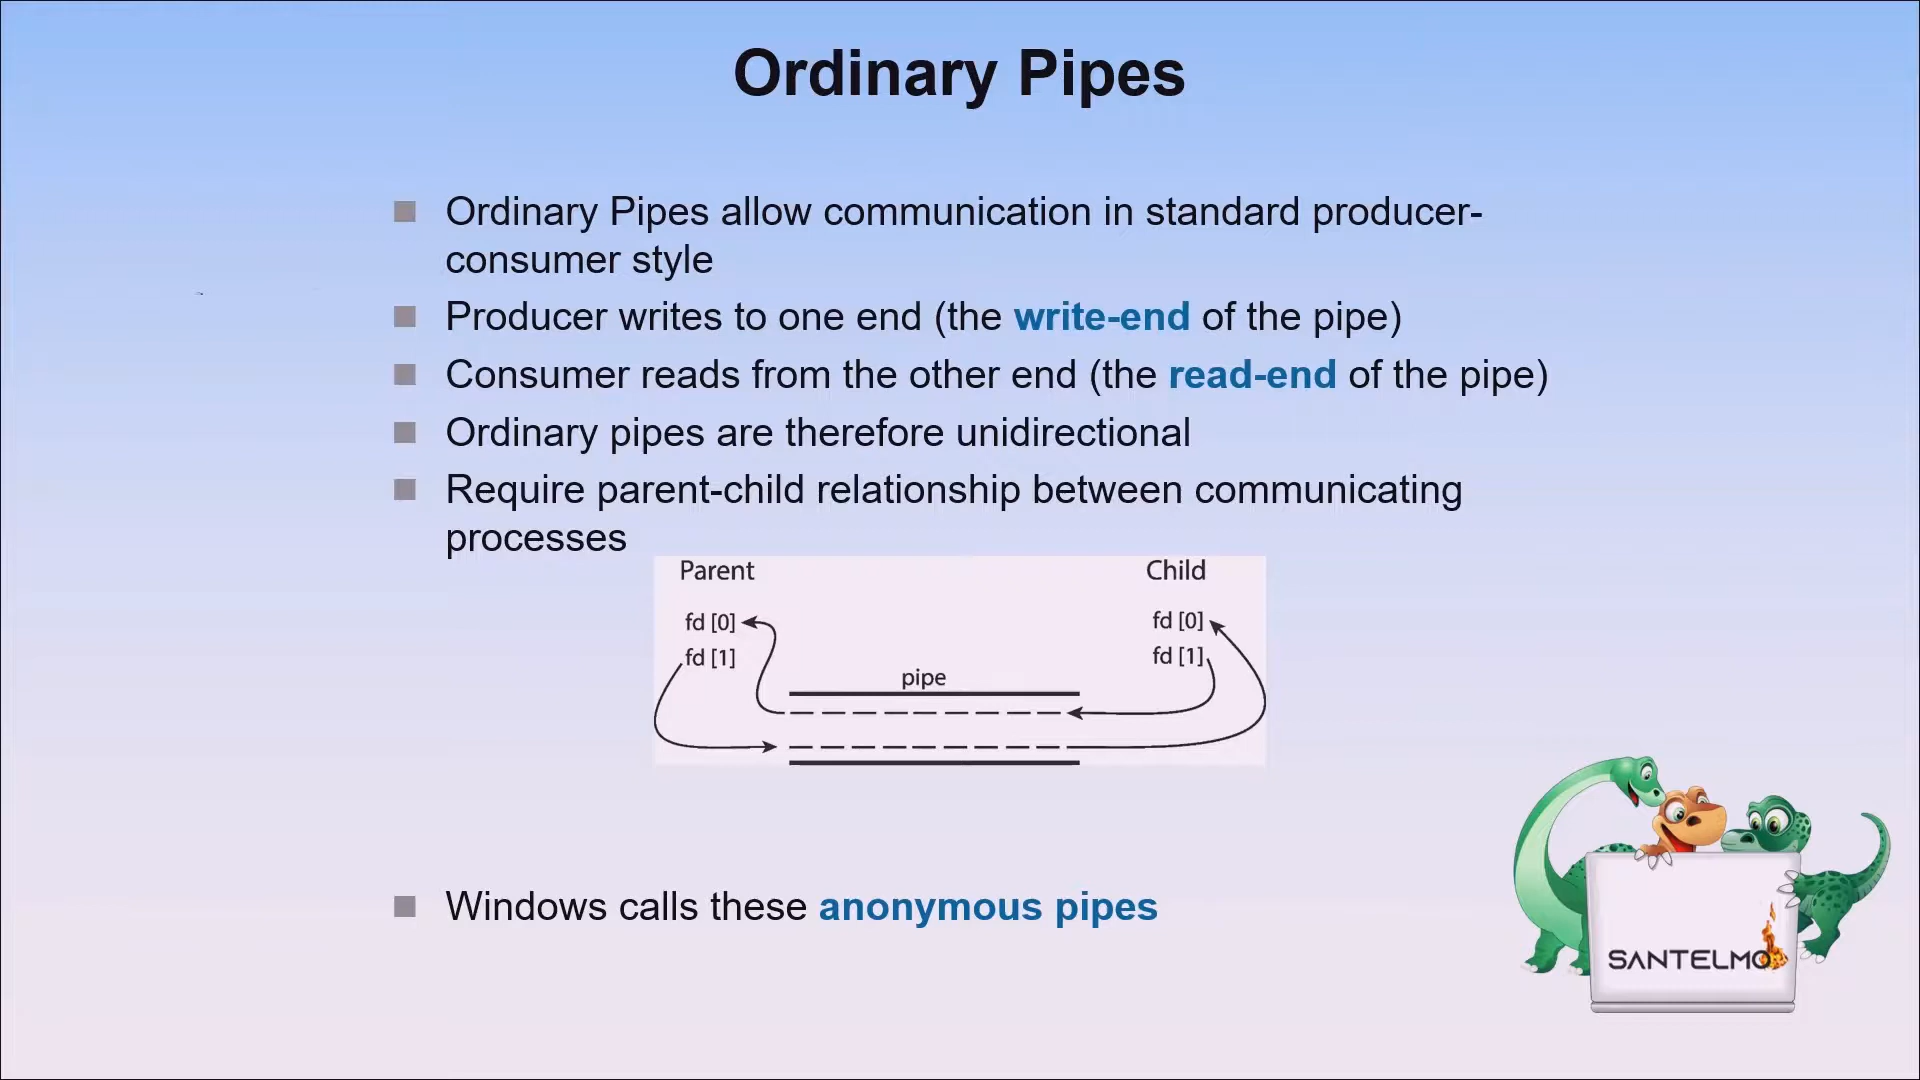 Ordinary Pipes
Ordinary Pipes allow communication in standard producer-
consumer style
Producer writes to one end (the write-end of the pipe)
Consumer reads from the other end (the read-end of the pipe)
Ordinary pipes are therefore unidirectional
Require parent-child relationship between communicating
processes
Parent
Child
fd [0]
fd [0]
fd [1]
fd [1]
pipe
Windows calls these anonymous pipes
SANTELMO